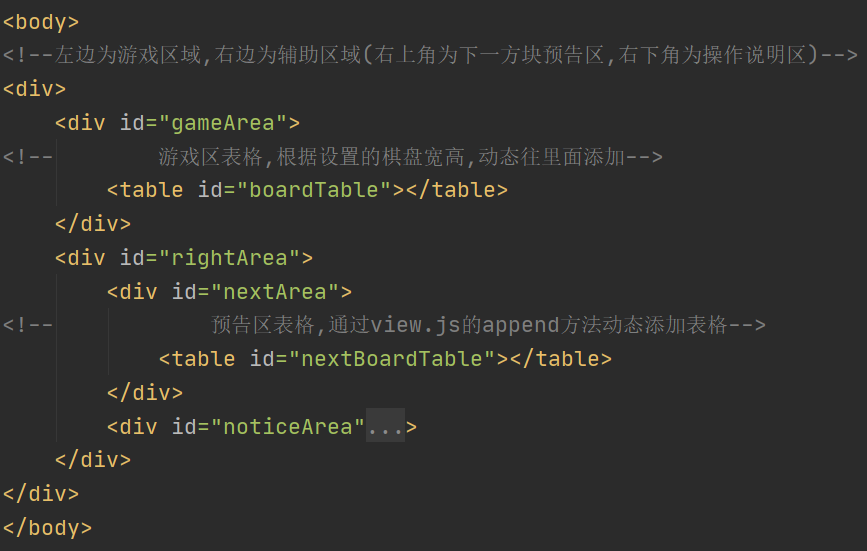 <body>
<!--左边为游戏区域,右边为辅助区域(右上角为下一方块预告区,右下角为操作说明区)-->
<div>
    <div id="gameArea">
<!--        游戏区表格,根据设置的棋盘宽高,动态往里面添加-->
        <table id="boardTable"></table>
    </div>
    <div id="rightArea">
        <div id="nextArea">
<!--            预告区表格,通过view.js的append方法动态添加表格-->
            <table id="nextBoardTable"></table>
        </div>
        <div id="noticeArea"...>
    </div>
</div>
</body>